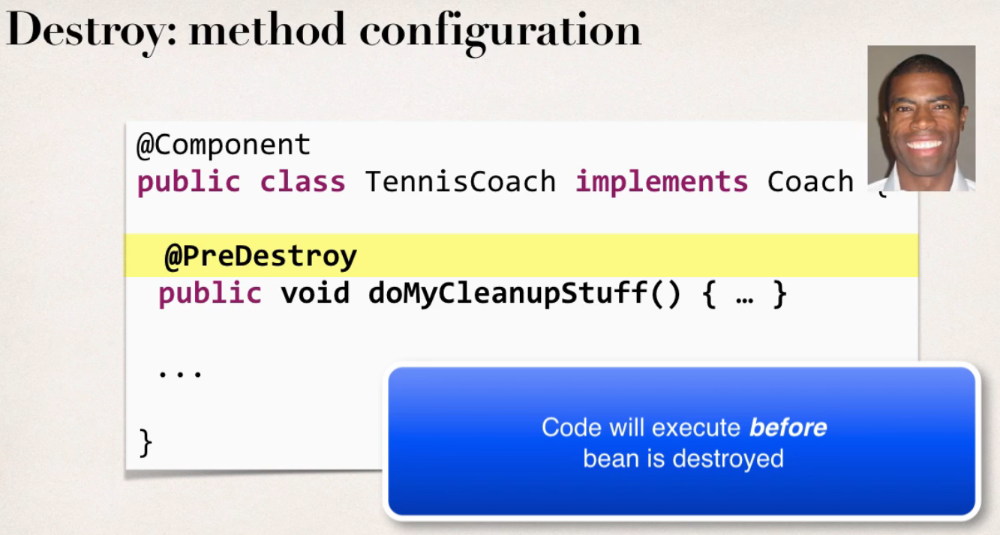 Destroy: method configuration
@Component
public class TennisCoach implements Coach {
@PreDestroy
public void doMyCleanupStuff() { … }
...
}
Code will execute before
bean is destroyed